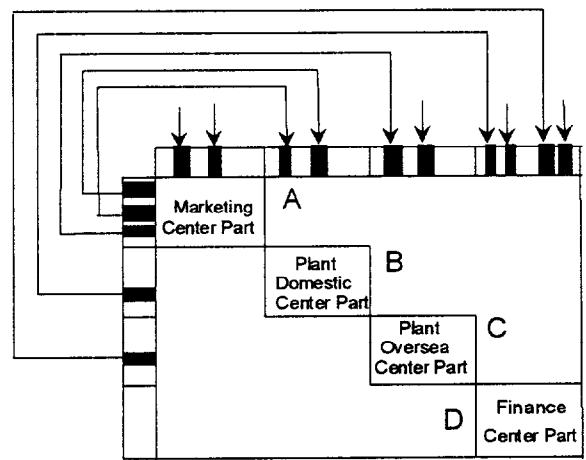 Marketing
Center Part
A
Plant
Domestic
Center Part
B
Plant
Oversea
Center Part
C
D
Finance
Center Part